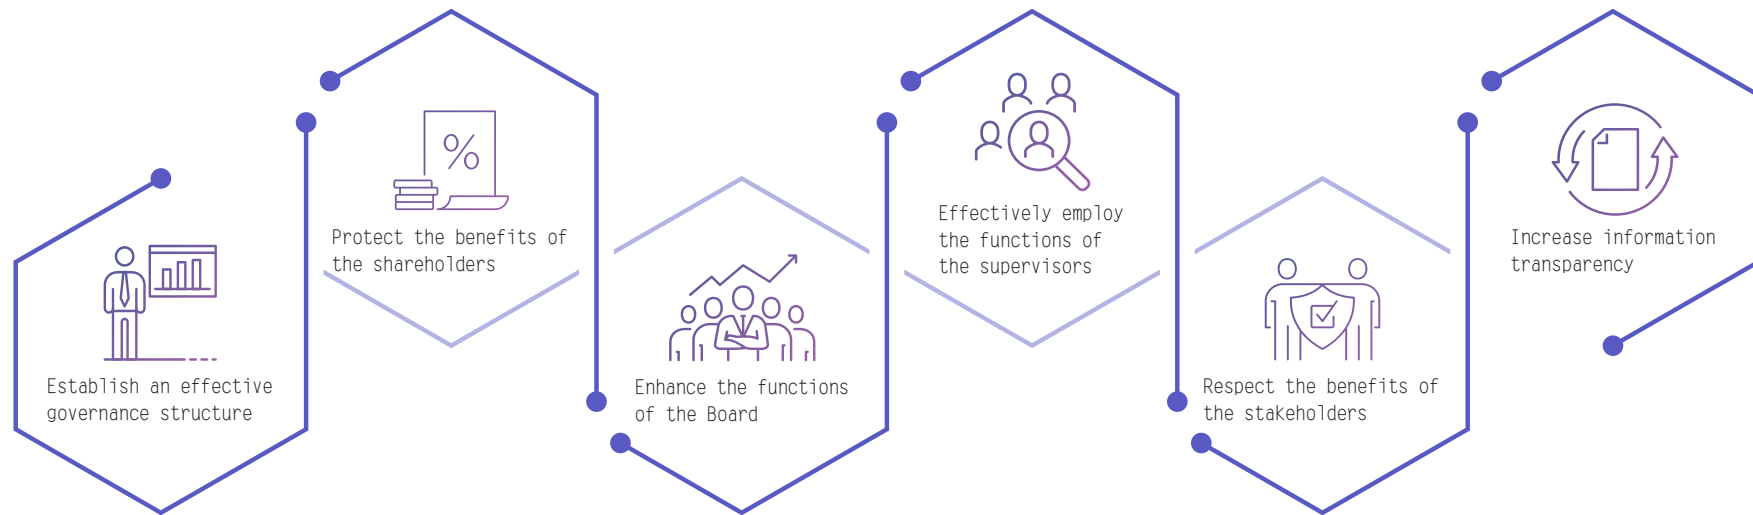 Establish an effective
governance structure
Protect the benefits of
the shareholders
%
Enhance the functions
of the Board
Effectively employ
the functions of
the supervisors
Respect the benefits of
the stakeholders
Increase information
transparency